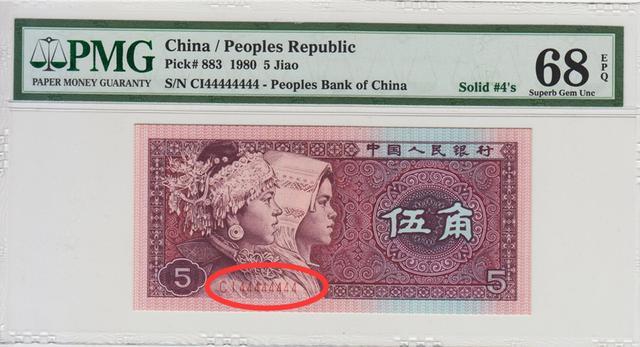 PMG
PAPER MONEY GUARANTY
China / Peoples Republic
Pick# 883 1980 5 Jiao
S/N CI44444444 - Peoples Bank of China
Solid #4's
68
EPQ
Superb Gem Unc
中国人民银行
伍角
5
CI44444444
5